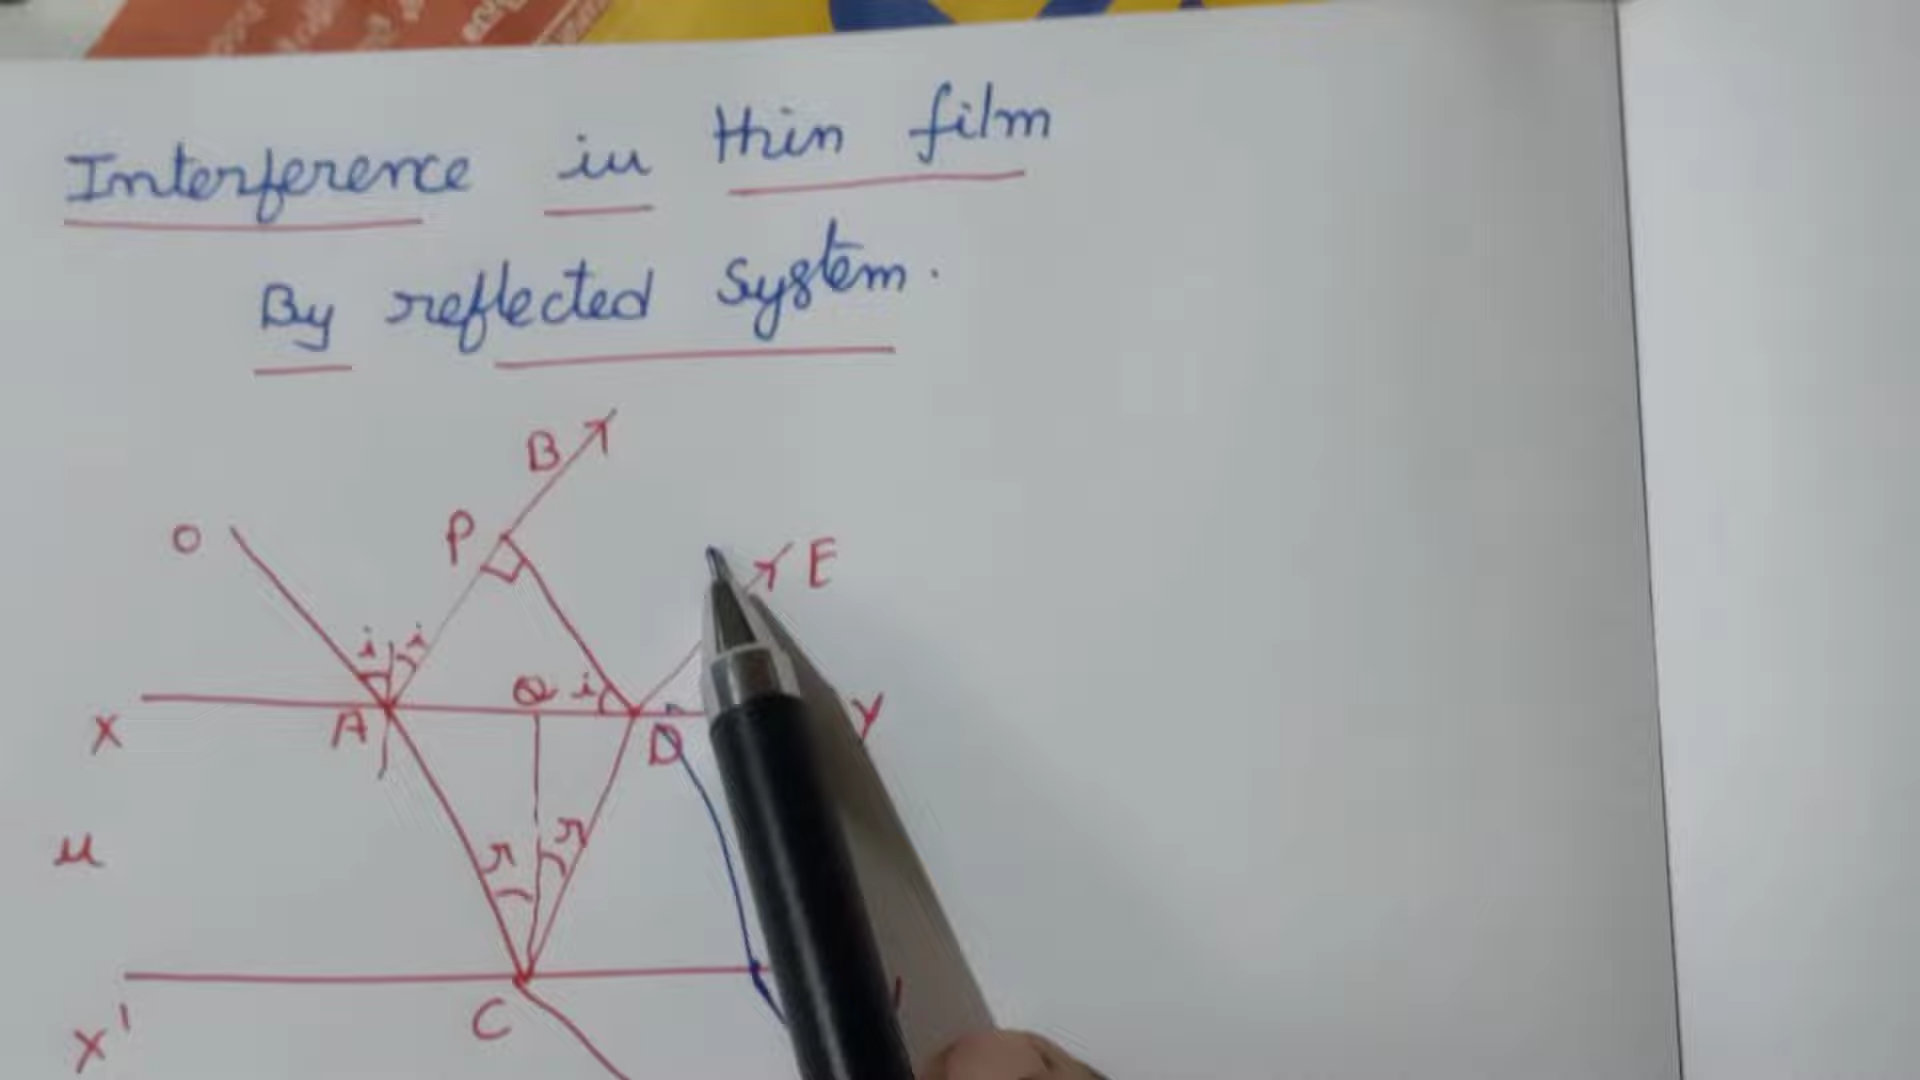 Interference in thin film
By reflected system.
B
O P E
i i
Q i
X A D Y
μ r r
C
X'